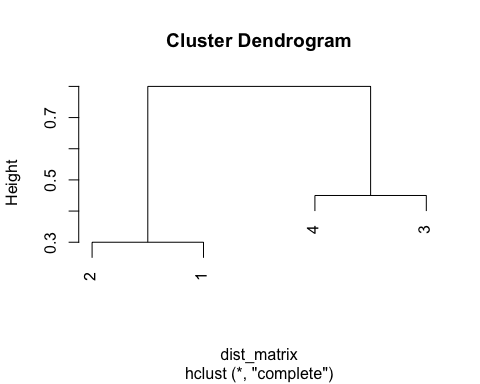 Cluster Dendrogram
Height
0.7
0.5
0.3
4
3
2
1
dist_matrix
hclust (*, "complete")